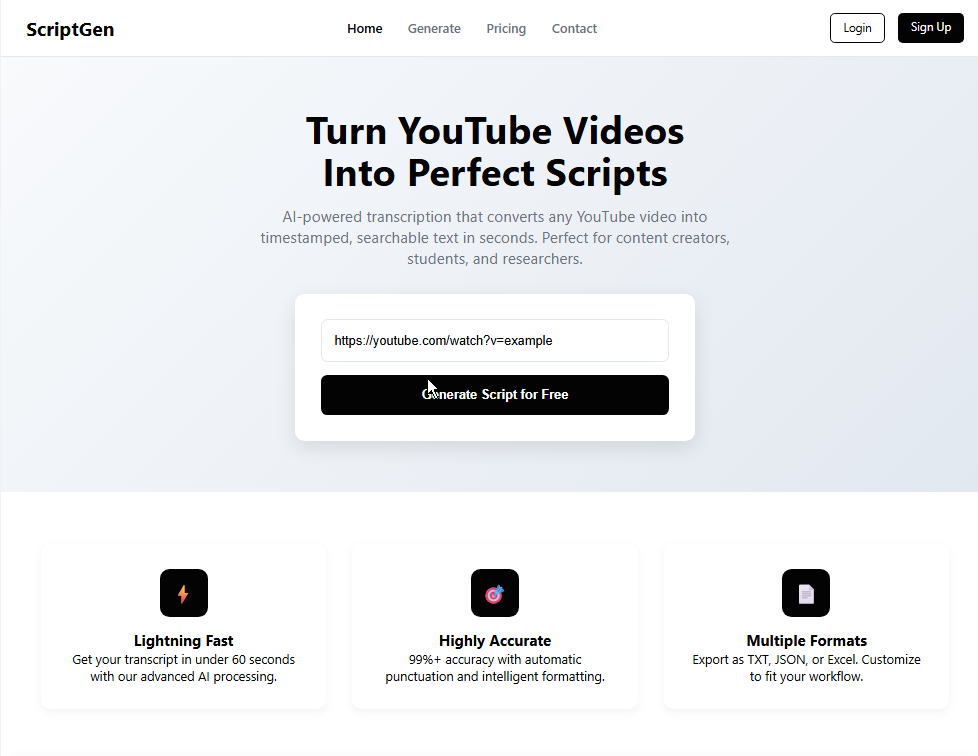 ScriptGen
Home
Generate
Pricing
Contact
Login
Sign Up
Turn YouTube Videos
Into Perfect Scripts
AI-powered transcription that converts any YouTube video into
timestamped, searchable text in seconds. Perfect for content creators,
students, and researchers.
https://youtube.com/watch?v=example
Generate Script for Free
Lightning Fast
Get your transcript in under 60 seconds
with our advanced AI processing.
Highly Accurate
99%+ accuracy with automatic
punctuation and intelligent formatting.
Multiple Formats
Export as TXT, JSON, or Excel. Customize
to fit your workflow.